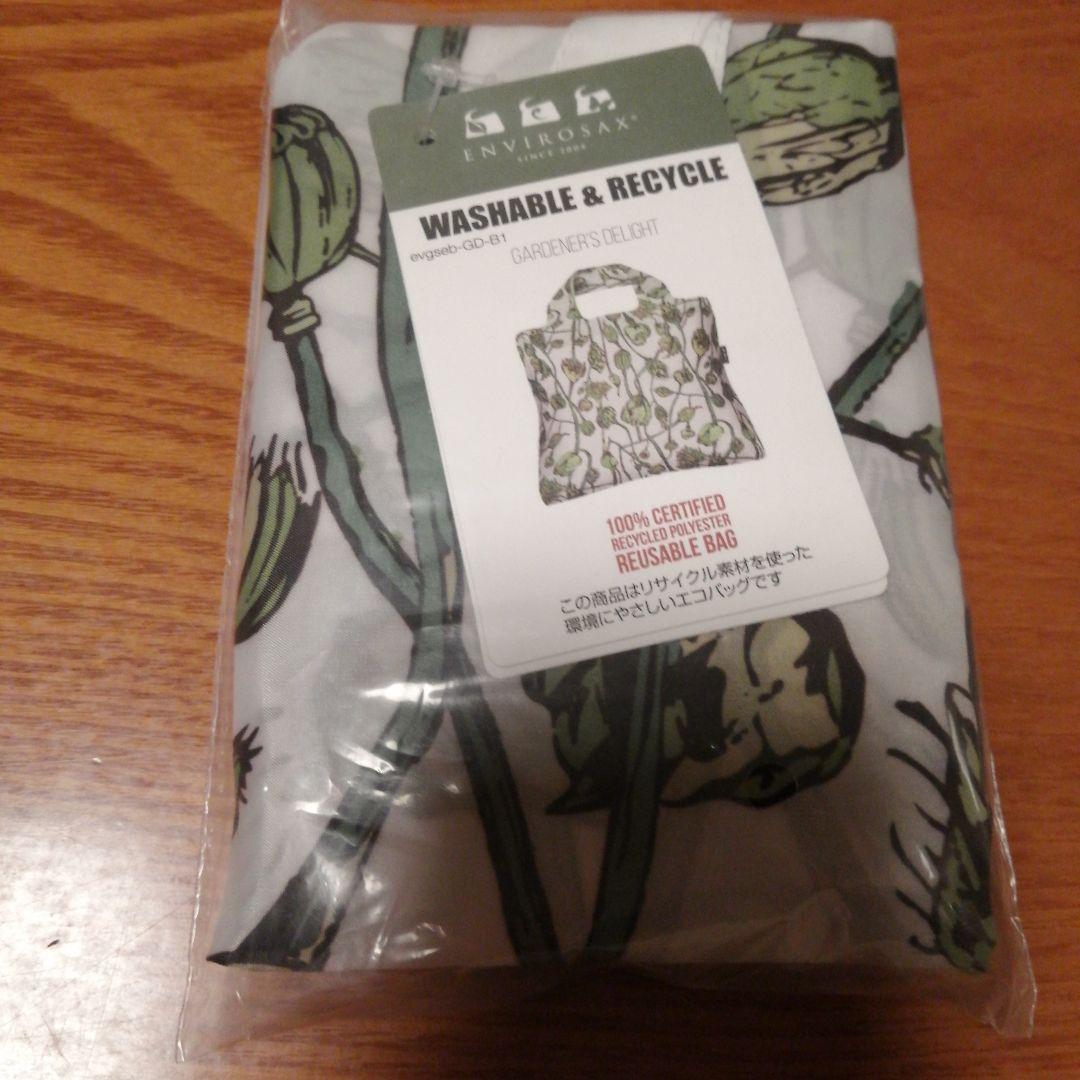 ENVIROSAX®
SINCE 2004
WASHABLE & RECYCLE
evgseb-GD-B1
GARDENER'S DELIGHT
100% CERTIFIED
RECYCLED POLYESTER
REUSABLE BAG
この商品はリサイクル素材を使った
環境にやさしいエコバッグです